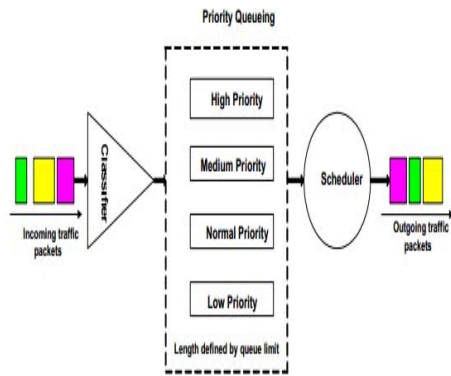 Priority Queueing
High Priority
Classifier
Medium Priority
Scheduler
Incoming traffic
packets
Outgoing traffic
packets
Normal Priority
Low Priority
Length defined by queue limit